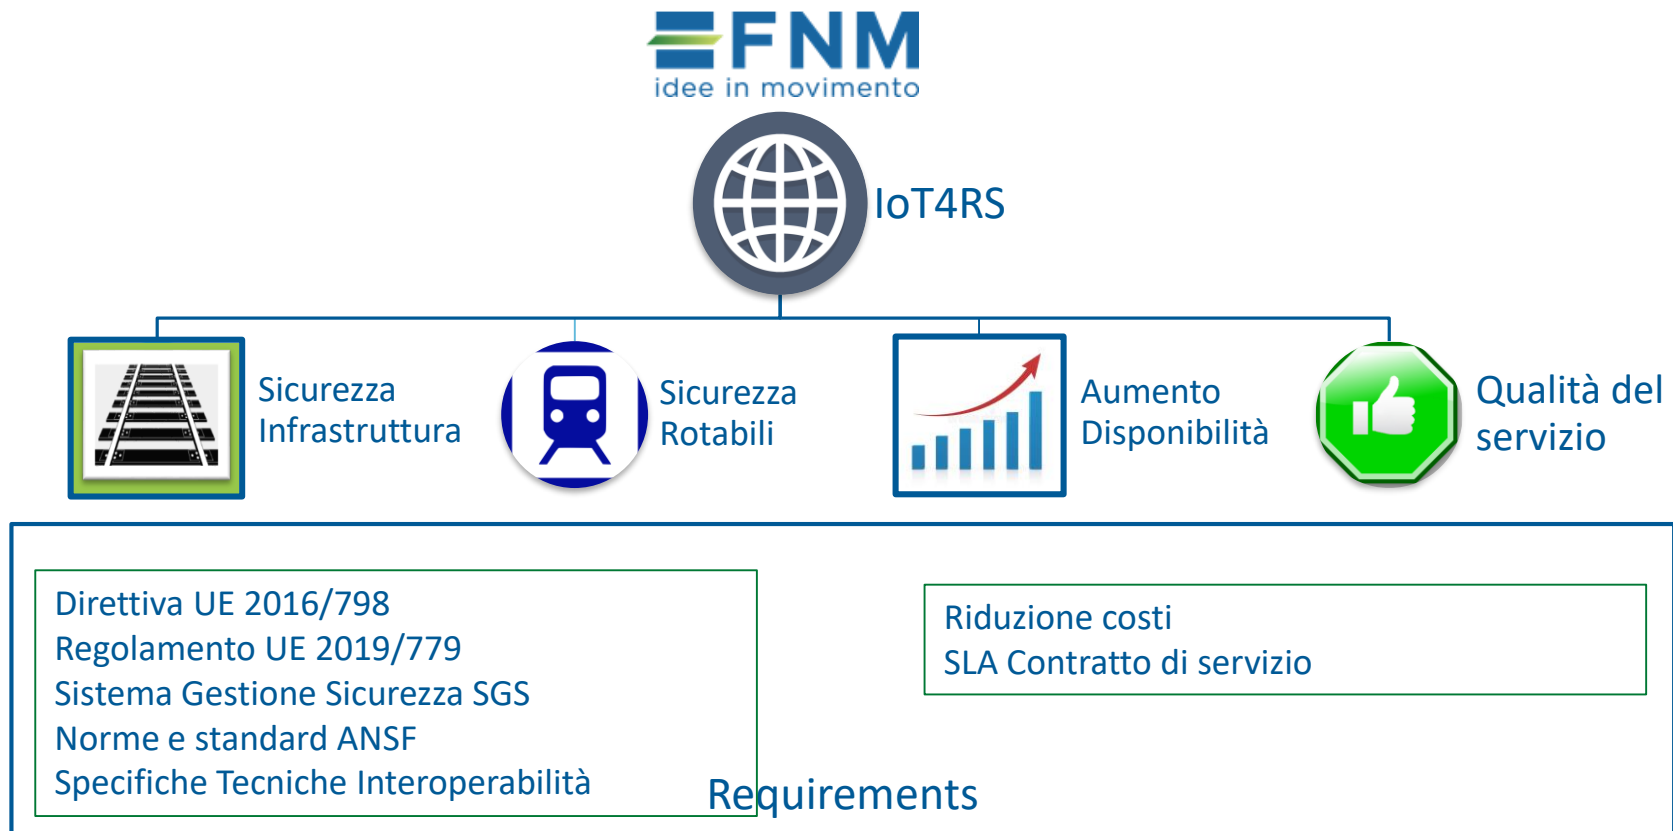 FNM
idee in movimento
IoT4RS
Sicurezza
Infrastruttura
Sicurezza
Rotabili
Aumento
Disponibilità
Qualità del
servizio
Direttiva UE 2016/798
Regolamento UE 2019/779
Sistema Gestione Sicurezza SGS
Norme e standard ANSF
Specifiche Tecniche Interoperabilità
Riduzione costi
SLA Contratto di servizio
Requirements